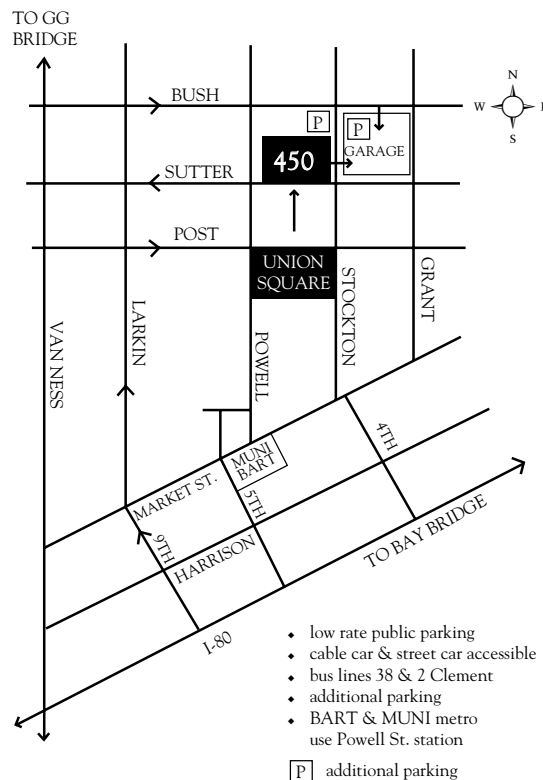 TO GG
BRIDGE
BUSH
N
W E
S
P
P
GARAGE
450
SUTTER
POST
UNION
SQUARE
VAN NESS
LARKIN
POWELL
STOCKTON
GRANT
MUNI
BART
MARKET ST.
4TH
5TH
9TH
HARRISON
TO BAY BRIDGE
I-80
⬥ low rate public parking
⬥ cable car & street car accessible
⬥ bus lines 38 & 2 Clement
⬥ additional parking
⬥ BART & MUNI metro
use Powell St. station
P additional parking